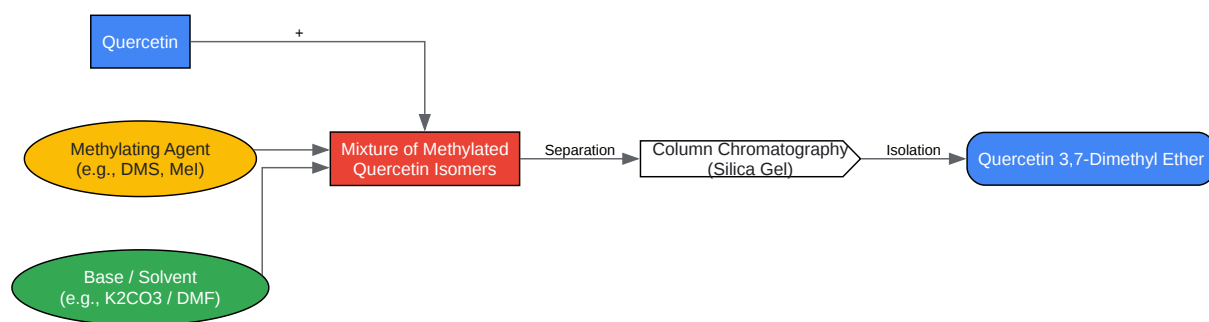 Quercetin
+
Methylating Agent
(e.g., DMS, MeI)
Mixture of Methylated
Quercetin Isomers
Separation
Column Chromatography
(Silica Gel)
Isolation
Quercetin 3,7-Dimethyl Ether
Base / Solvent
(e.g., K2CO3 / DMF)